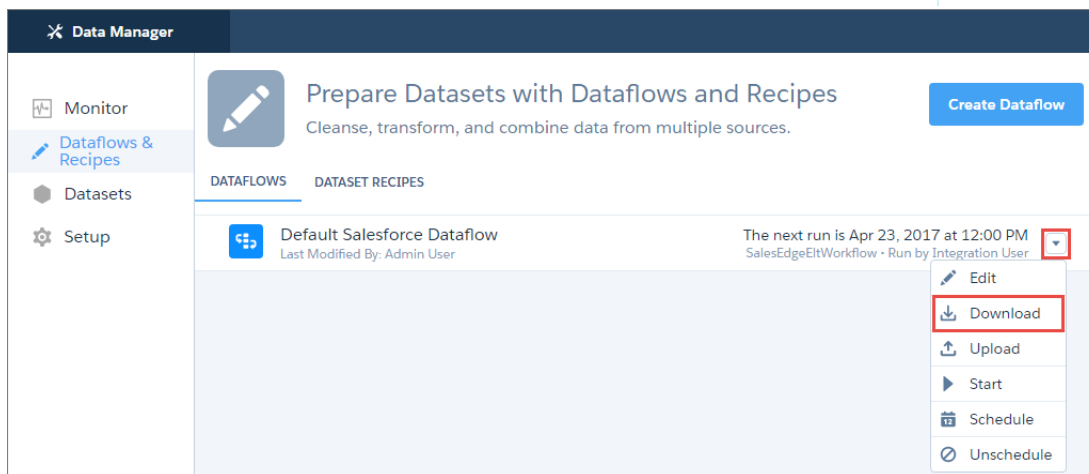 Data Manager
Monitor
Dataflows &
Recipes
Datasets
Setup
Prepare Datasets with Dataflows and Recipes
Cleanse, transform, and combine data from multiple sources.
Create Dataflow
DATAFLOWS
DATASET RECIPES
Default Salesforce Dataflow
Last Modified By: Admin User
The next run is Apr 23, 2017 at 12:00 PM
SalesEdgeEltWorkflow • Run by Integration User
Edit
Download
Upload
Start
12
Schedule
Unschedule